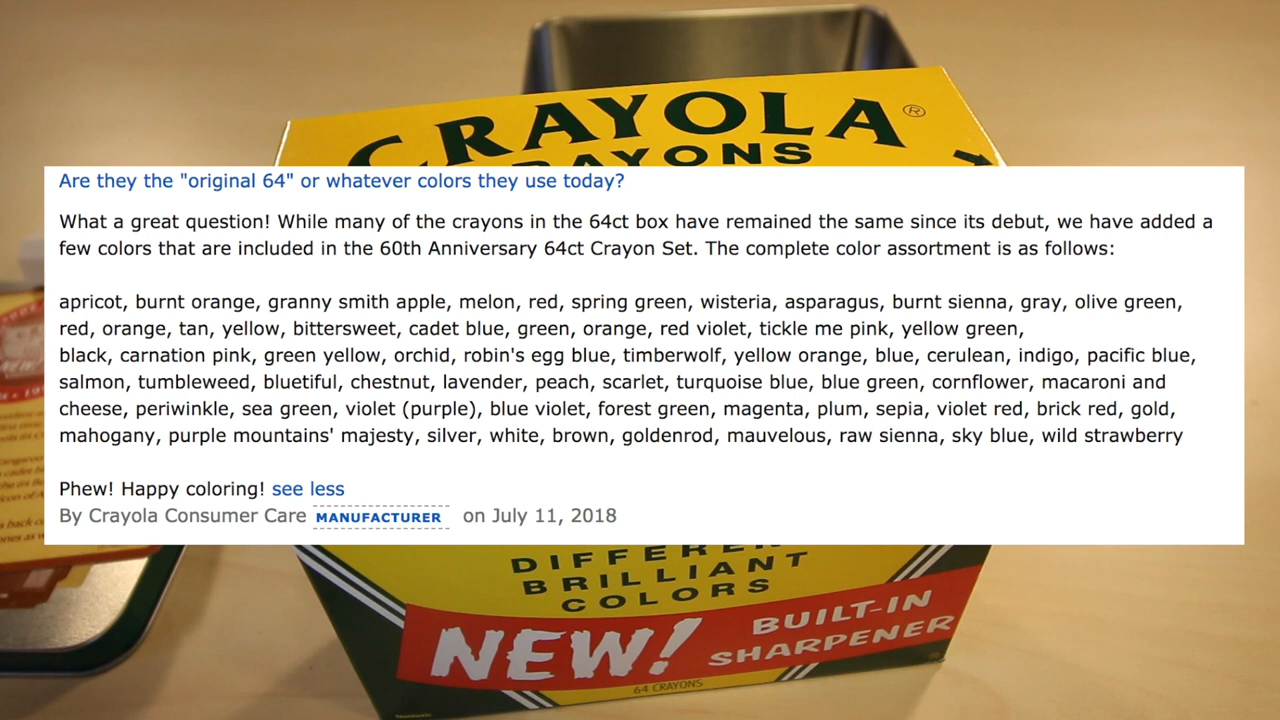 CRAYOLA ®
CRAYONS
Are they the "original 64" or whatever colors they use today?
What a great question! While many of the crayons in the 64ct box have remained the same since its debut, we have added a
few colors that are included in the 60th Anniversary 64ct Crayon Set. The complete color assortment is as follows:
apricot, burnt orange, granny smith apple, melon, red, spring green, wisteria, asparagus, burnt sienna, gray, olive green,
red, orange, tan, yellow, bittersweet, cadet blue, green, orange, red violet, tickle me pink, yellow green,
black, carnation pink, green yellow, orchid, robin's egg blue, timberwolf, yellow orange, blue, cerulean, indigo, pacific blue,
salmon, tumbleweed, bluetiful, chestnut, lavender, peach, scarlet, turquoise blue, blue green, cornflower, macaroni and
cheese, periwinkle, sea green, violet (purple), blue violet, forest green, magenta, plum, sepia, violet red, brick red, gold,
mahogany, purple mountains' majesty, silver, white, brown, goldenrod, mauvelous, raw sienna, sky blue, wild strawberry
Phew! Happy coloring! see less
By Crayola Consumer Care MANUFACTURER on July 11, 2018
DIFFERENT
BRILLIANT
COLORS
NEW! BUILT-IN
SHARPENER
64 CRAYONS